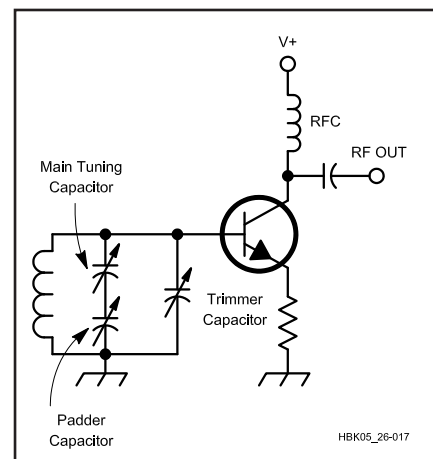 V+
RFC
RF OUT
Main Tuning
Capacitor
Trimmer
Capacitor
Padder
Capacitor
HBK05_26-017